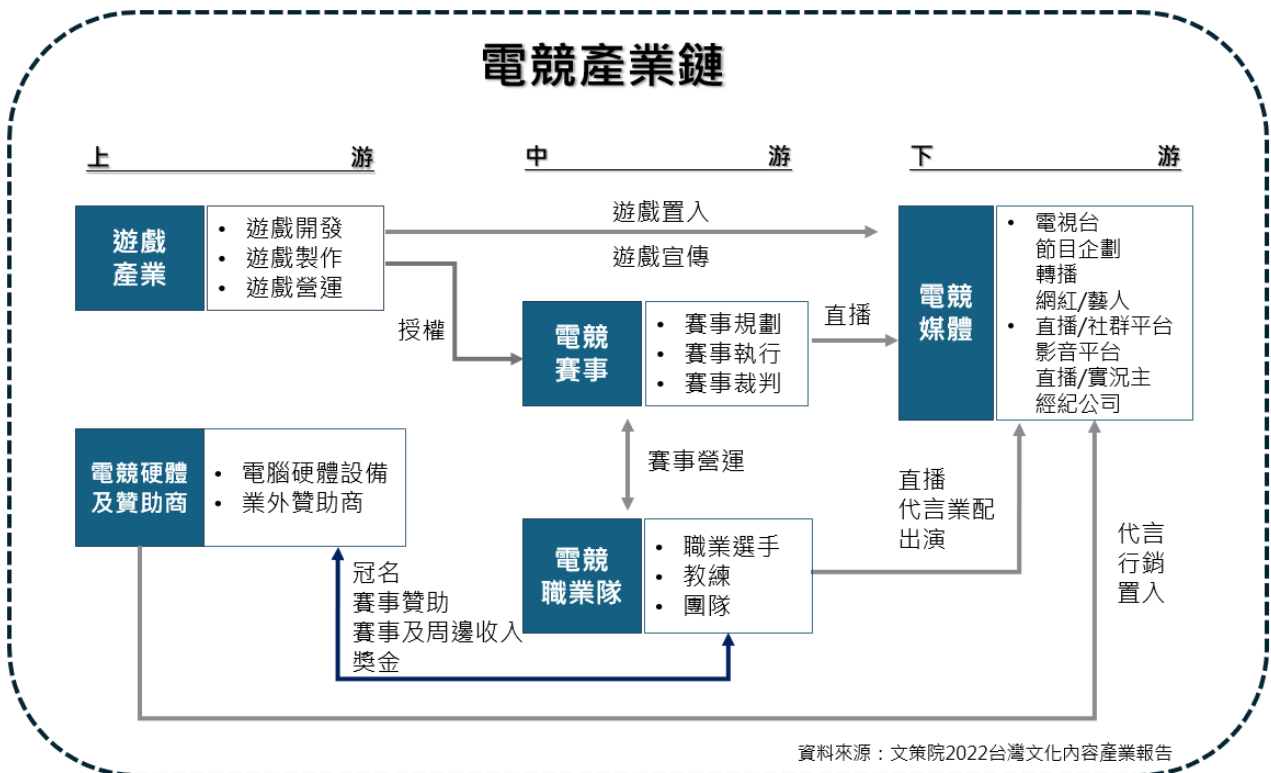 電競產業鏈
上 游
中 游
下 游
遊戲
產業
• 遊戲開發
• 遊戲製作
• 遊戲營運
遊戲置入
遊戲宣傳
授權
電競
賽事
• 賽事規劃
• 賽事執行
• 賽事裁判
直播
電競
媒體
• 電視台
節目企劃
轉播
網紅/藝人
• 直播/社群平台
影音平台
直播/實況主
經紀公司
電競硬體
及贊助商
• 電腦硬體設備
• 業外贊助商
賽事營運
冠名
賽事贊助
賽事及周邊收入
獎金
電競
職業隊
• 職業選手
• 教練
• 團隊
直播
代言業配
出演
代言
行銷
置入
資料來源：文策院2022台灣文化內容產業報告